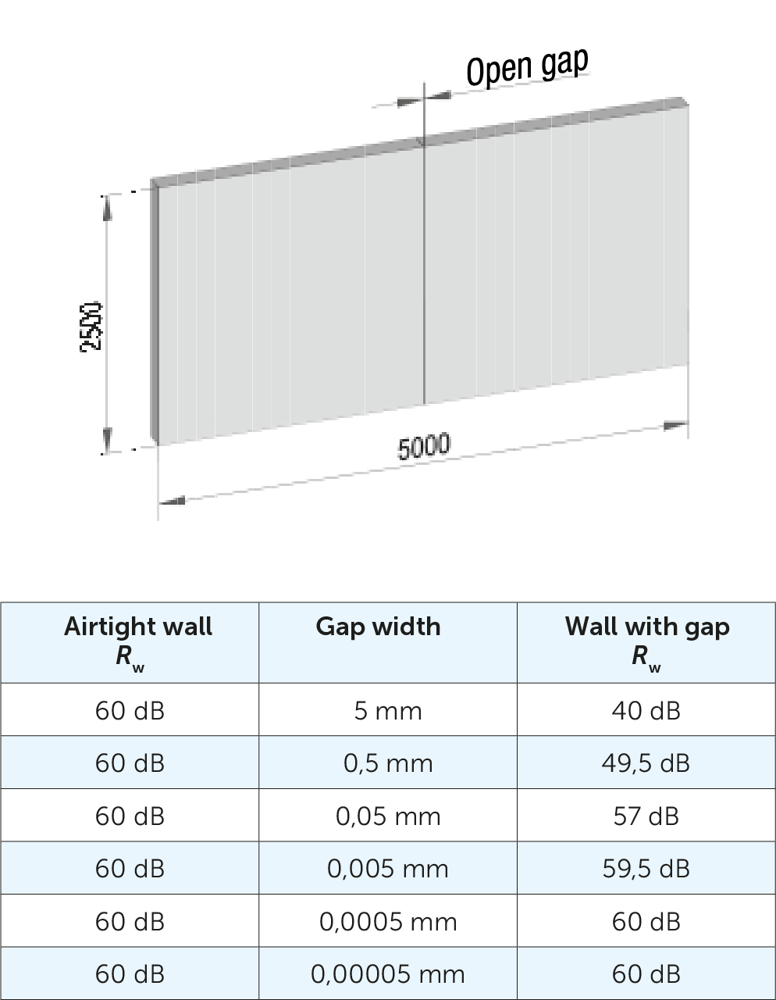 Open gap
2500
5000
Airtight wall Gap width Wall with gap
Rw Rw
60 dB 5 mm 40 dB
60 dB 0,5 mm 49,5 dB
60 dB 0,05 mm 57 dB
60 dB 0,005 mm 59,5 dB
60 dB 0,0005 mm 60 dB
60 dB 0,00005 mm 60 dB